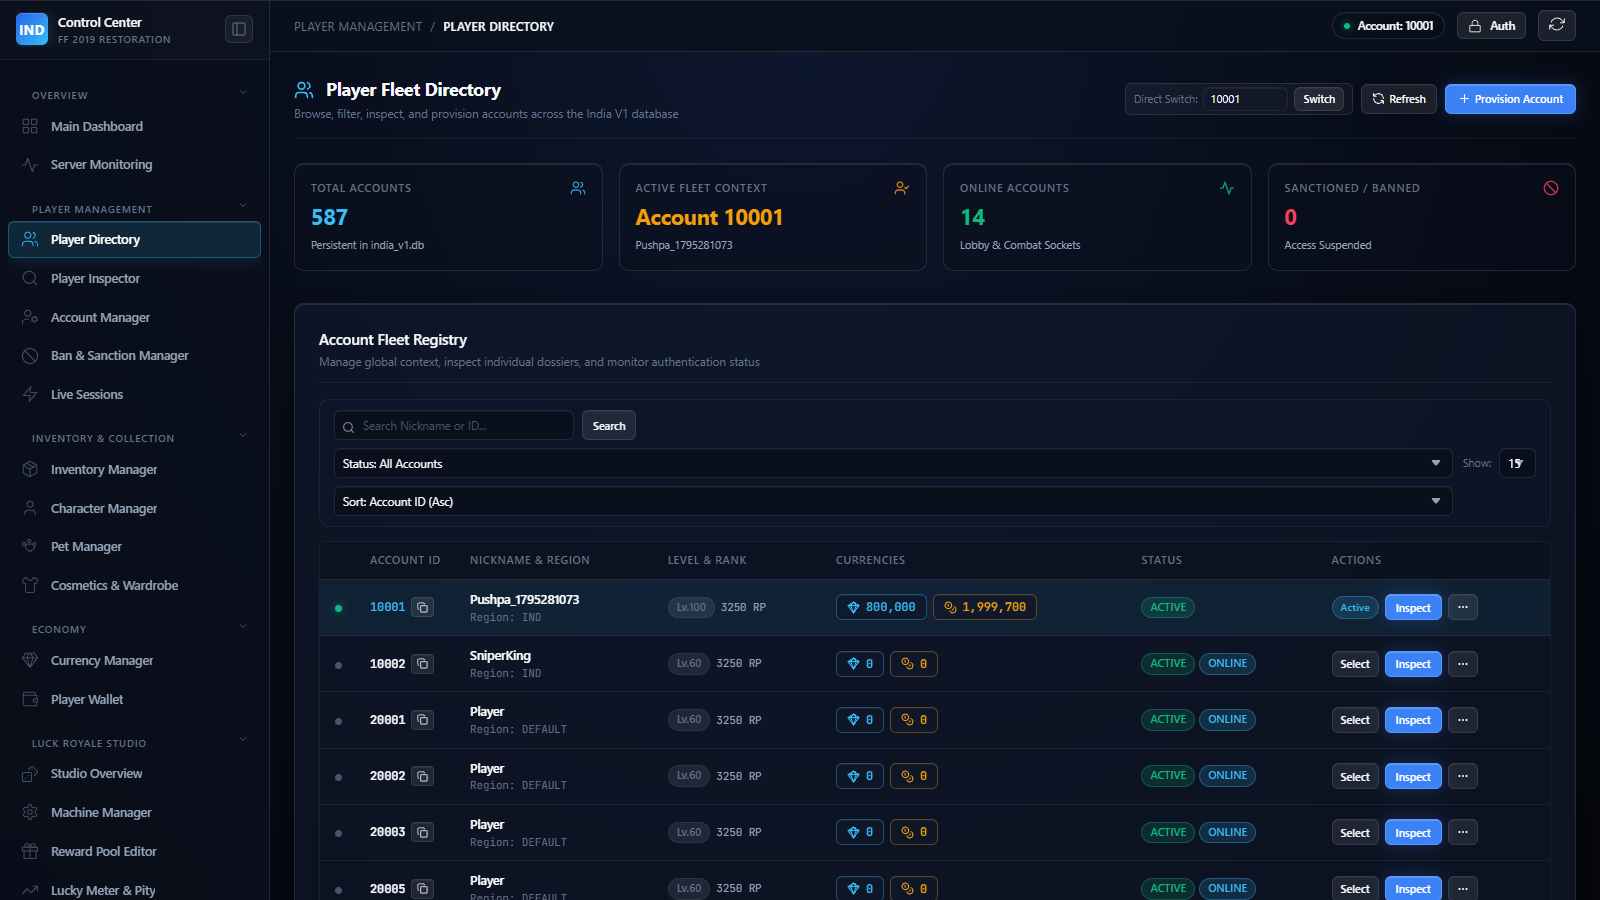 IND
Control Center
FF 2019 RESTORATION
OVERVIEW
Main Dashboard
Server Monitoring
PLAYER MANAGEMENT
Player Directory
Player Inspector
Account Manager
Ban & Sanction Manager
Live Sessions
INVENTORY & COLLECTION
Inventory Manager
Character Manager
Pet Manager
Cosmetics & Wardrobe
ECONOMY
Currency Manager
Player Wallet
LUCK ROYALE STUDIO
Studio Overview
Machine Manager
Reward Pool Editor
Lucky Meter & Pity
PLAYER MANAGEMENT / PLAYER DIRECTORY
Account: 10001
Auth
Player Fleet Directory
Browse, filter, inspect, and provision accounts across the India V1 database
Direct Switch: 10001 Switch
Refresh
+ Provision Account
TOTAL ACCOUNTS
587
Persistent in india_v1.db
ACTIVE FLEET CONTEXT
Account 10001
Pushpa_1795281073
ONLINE ACCOUNTS
14
Lobby & Combat Sockets
SANCTIONED / BANNED
0
Access Suspended
Account Fleet Registry
Manage global context, inspect individual dossiers, and monitor authentication status
Search Nickname or ID... Search
Status: All Accounts Show: 15
Sort: Account ID (Asc)
ACCOUNT ID NICKNAME & REGION LEVEL & RANK CURRENCIES STATUS ACTIONS
10001 Pushpa_1795281073 Lv.100 3250 RP 800,000 1,999,700 ACTIVE Active Inspect ...
Region: IND
10002 SniperKing Lv.60 3250 RP 0 0 ACTIVE ONLINE Select Inspect ...
Region: IND
20001 Player Lv.60 3250 RP 0 0 ACTIVE ONLINE Select Inspect ...
Region: DEFAULT
20002 Player Lv.60 3250 RP 0 0 ACTIVE ONLINE Select Inspect ...
Region: DEFAULT
20003 Player Lv.60 3250 RP 0 0 ACTIVE ONLINE Select Inspect ...
Region: DEFAULT
20005 Player Lv.60 3250 RP 0 0 ACTIVE ONLINE Select Inspect ...
Region: DEFAULT